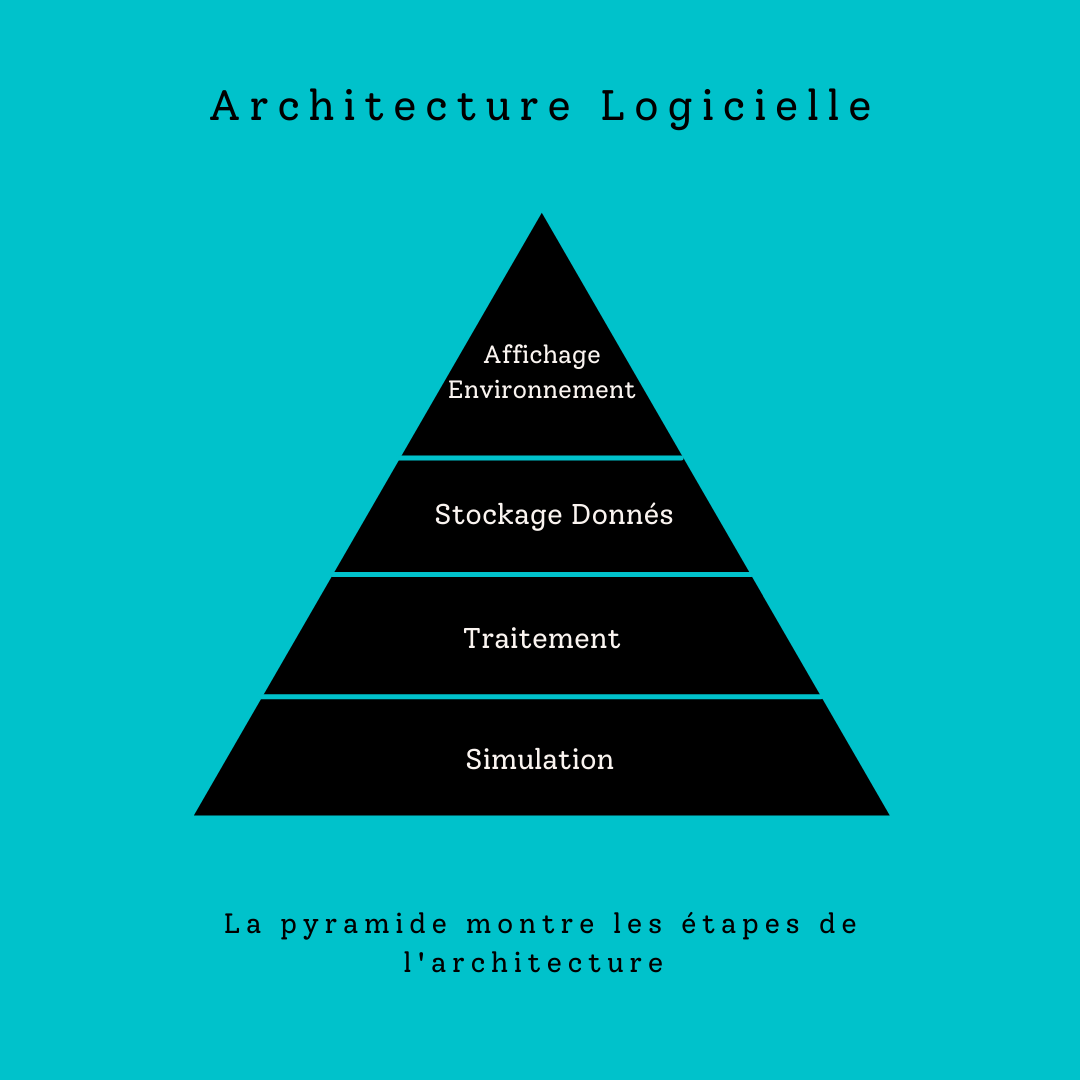 Architecture Logicielle
Affichage
Environnement
Stockage Donnés
Traitement
Simulation
La pyramide montre les étapes de
l'architecture